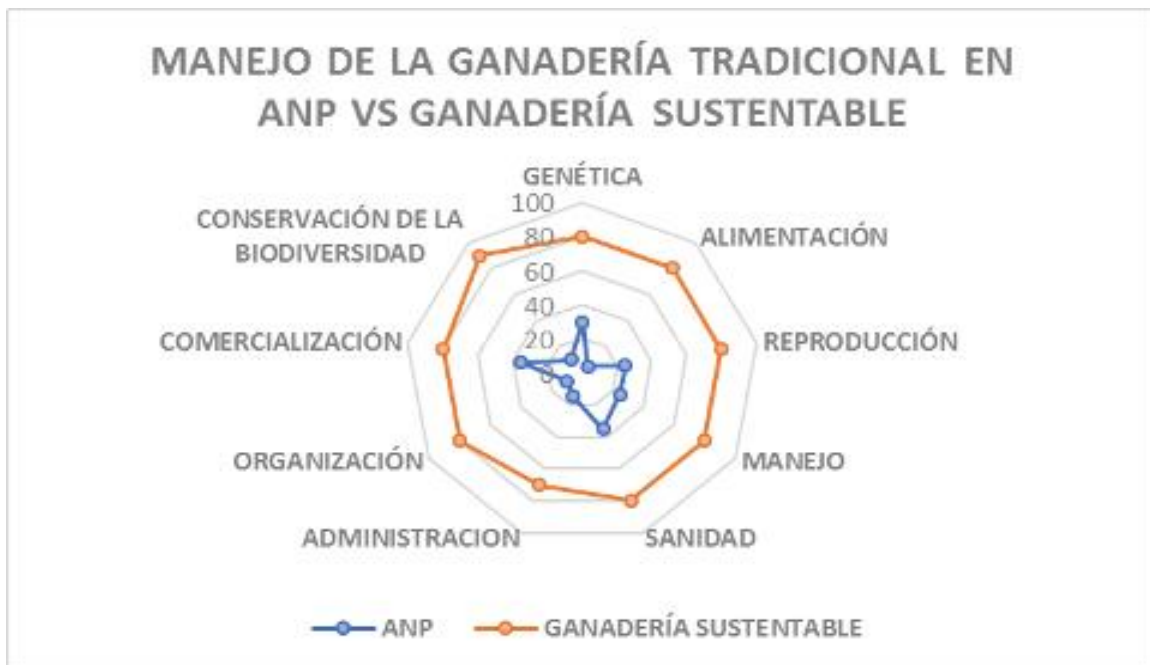 MANEJO DE LA GANADERÍA TRADICIONAL EN
ANP VS GANADERÍA SUSTENTABLE
GENÉTICA
100
80
60
40
20
0
ALIMENTACIÓN
REPRODUCCIÓN
MANEJO
SANIDAD
ADMINISTRACION
ORGANIZACIÓN
COMERCIALIZACIÓN
CONSERVACIÓN DE LA
BIODIVERSIDAD
ANP
GANADERÍA SUSTENTABLE